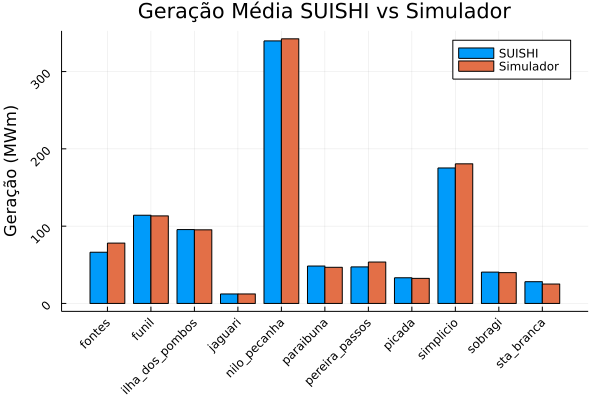 Geração Média SUISHI vs Simulador
SUISHI
Simulador
Geração (MWm)
300
200
100
0
fontes
funil
ilha_dos_pombos
jaguari
nilo_pecanha
paraibuna
pereira_passos
picada
simplicio
sobragi
sta_branca